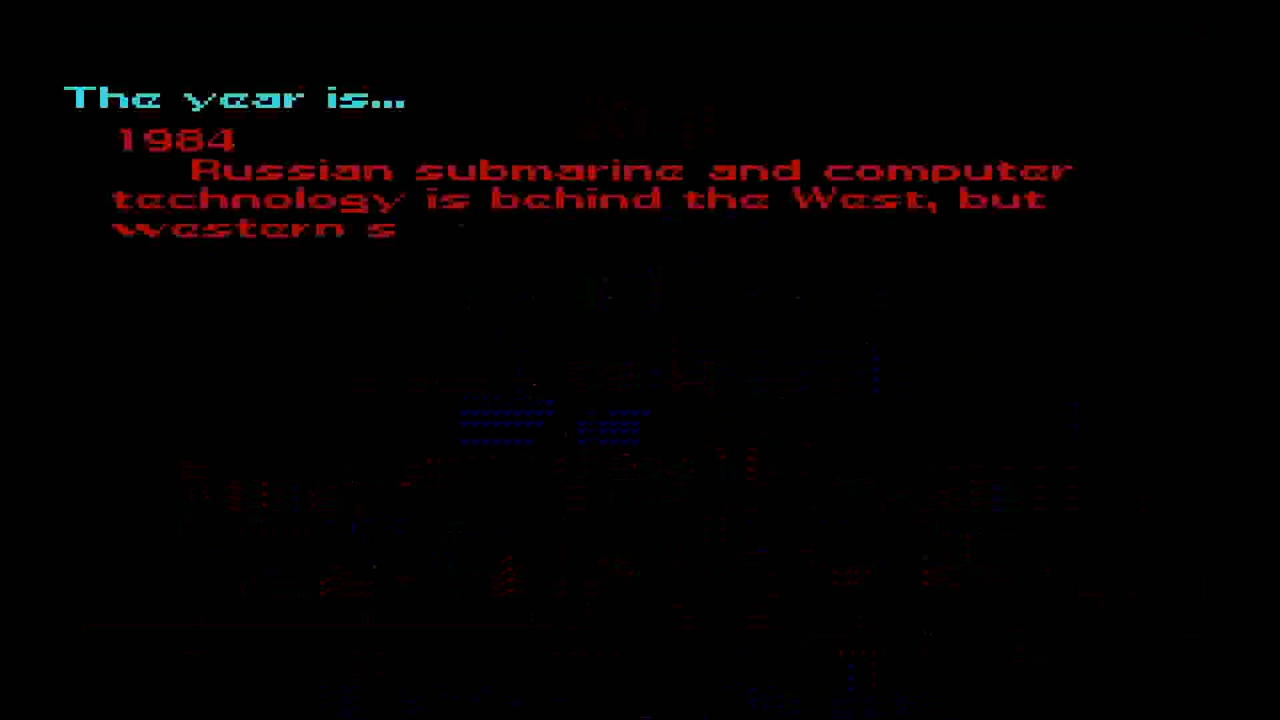 The year is...
1984
Russian submarine and computer
technology is behind the West, but
western s